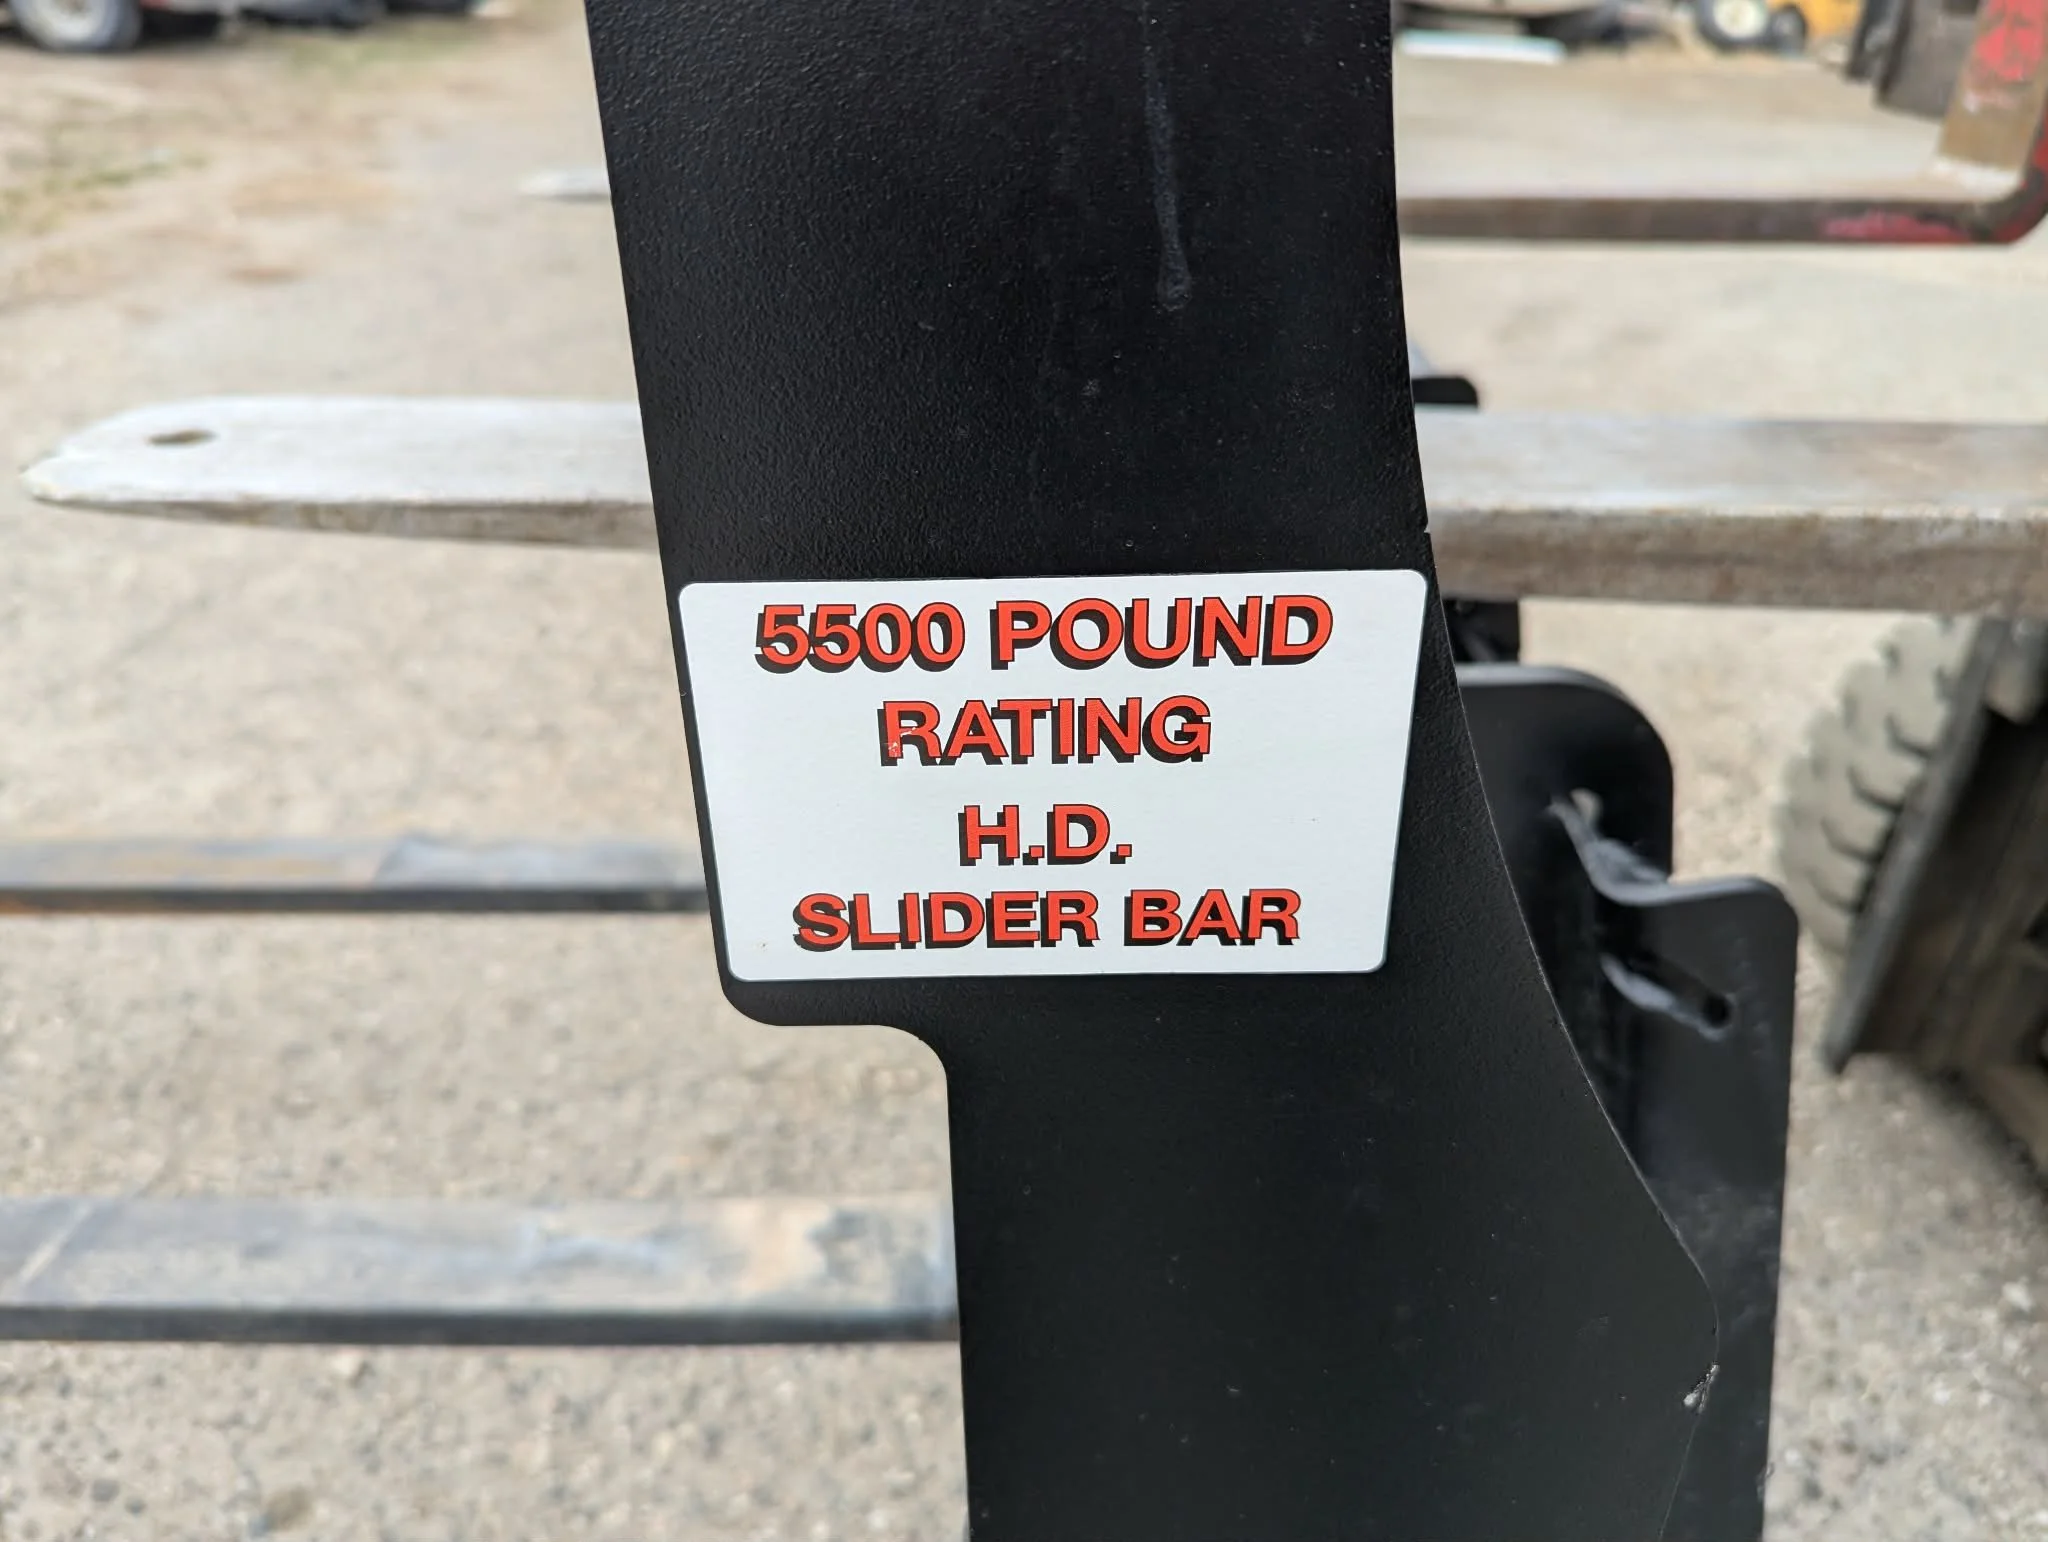 5500 POUND
RATING
H.D.
SLIDER BAR